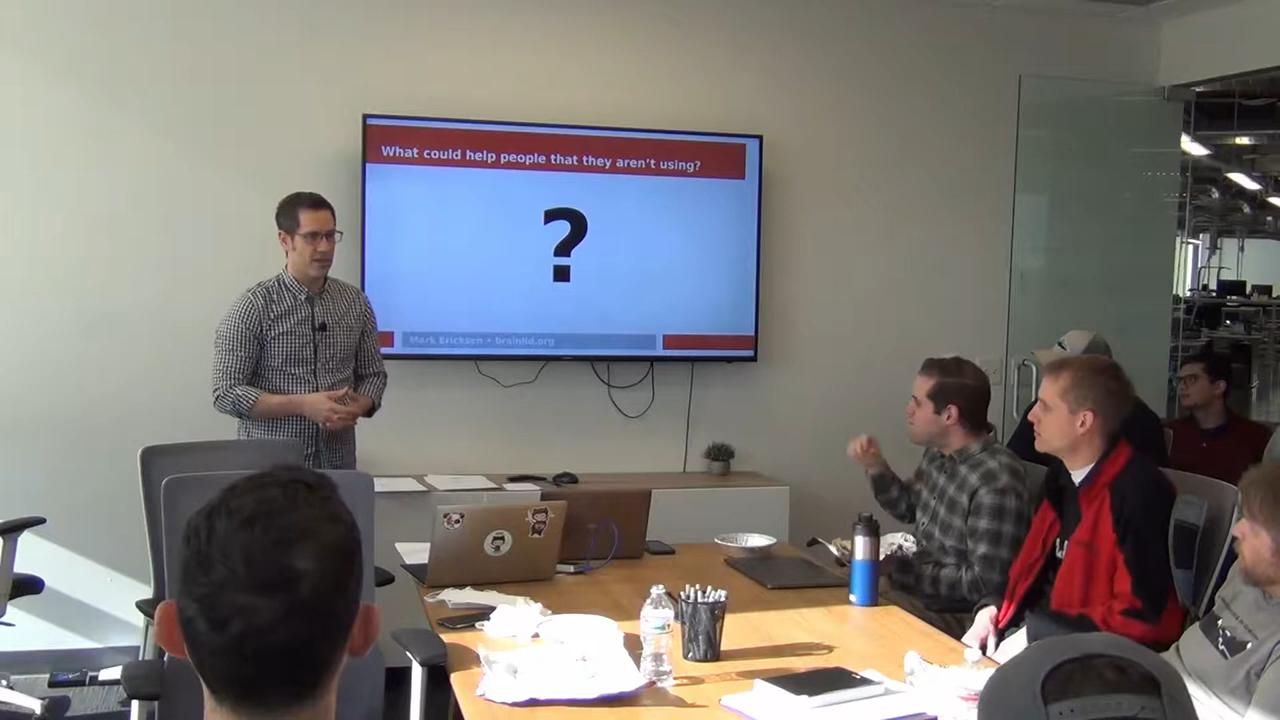 What could help people that they aren't using?
?
Mark Ericksen • brainlid.org